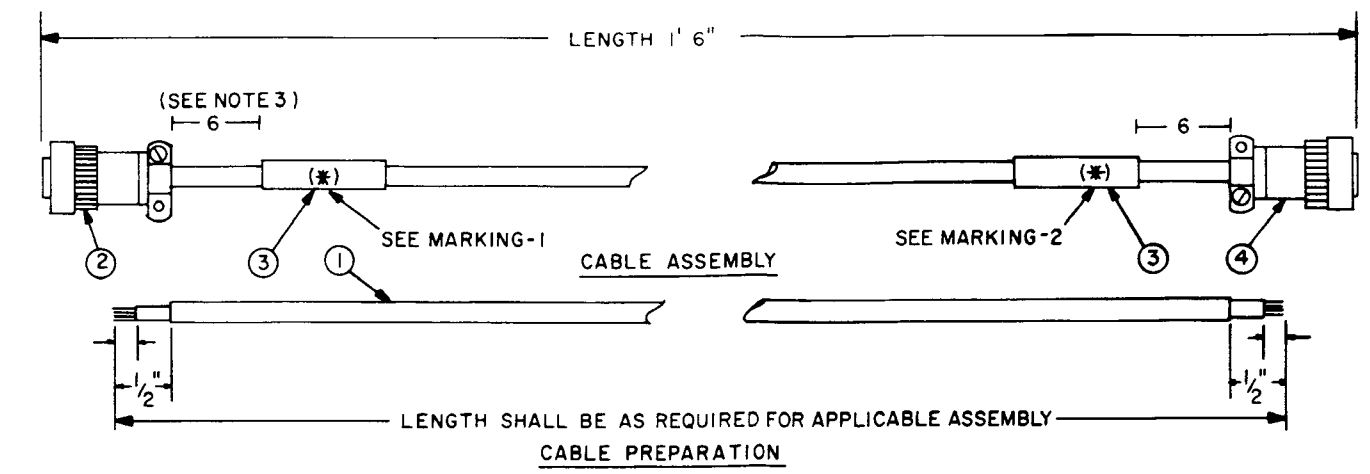 LENGTH 1' 6"
(SEE NOTE 3)
6
6
(*)
(*)
SEE MARKING-1
SEE MARKING-2
2
3
1
CABLE ASSEMBLY
3
4
1/2"
1/2"
LENGTH SHALL BE AS REQUIRED FOR APPLICABLE ASSEMBLY
CABLE PREPARATION